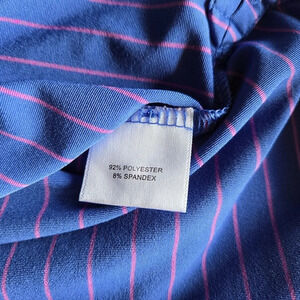 92% POLYESTER
8% SPANDEX